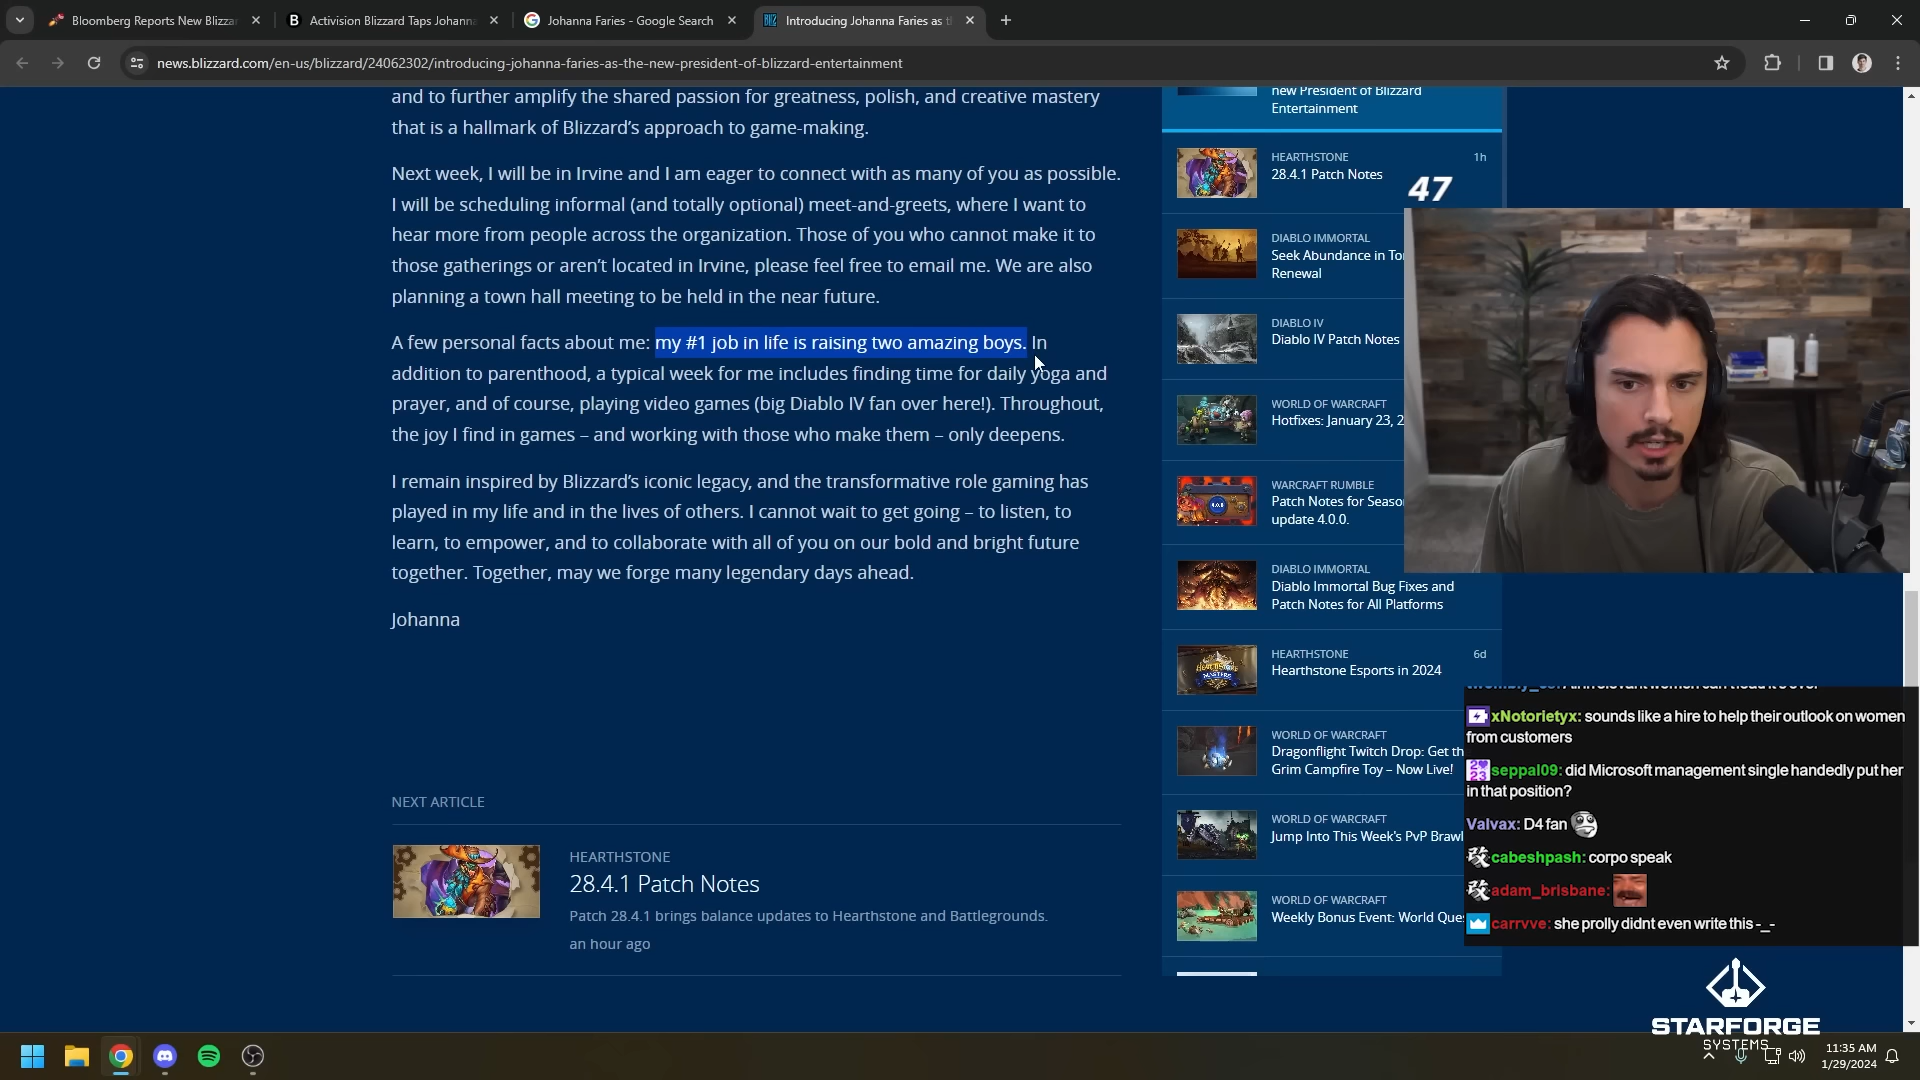 Bloomberg Reports New Blizza
Activision Blizzard Taps Johanna
Johanna Faries - Google Search
Introducing Johanna Faries as t
news.blizzard.com/en-us/blizzard/24062302/introducing-johanna-faries-as-the-new-president-of-blizzard-entertainment
and to further amplify the shared passion for greatness, polish, and creative mastery
that is a hallmark of Blizzard's approach to game-making.
Next week, I will be in Irvine and I am eager to connect with as many of you as possible.
I will be scheduling informal (and totally optional) meet-and-greets, where I want to
hear more from people across the organization. Those of you who cannot make it to
those gatherings or aren't located in Irvine, please feel free to email me. We are also
planning a town hall meeting to be held in the near future.
A few personal facts about me: my #1 job in life is raising two amazing boys. In
addition to parenthood, a typical week for me includes finding time for daily yoga and
prayer, and of course, playing video games (big Diablo IV fan over here!). Throughout,
the joy I find in games – and working with those who make them – only deepens.
I remain inspired by Blizzard's iconic legacy, and the transformative role gaming has
played in my life and in the lives of others. I cannot wait to get going – to listen, to
learn, to empower, and to collaborate with all of you on our bold and bright future
together. Together, may we forge many legendary days ahead.
Johanna
NEXT ARTICLE
HEARTHSTONE
28.4.1 Patch Notes
Patch 28.4.1 brings balance updates to Hearthstone and Battlegrounds.
an hour ago
new President of Blizzard
Entertainment
HEARTHSTONE 1h
28.4.1 Patch Notes
47
DIABLO IMMORTAL
Seek Abundance in To
Renewal
DIABLO IV
Diablo IV Patch Notes
WORLD OF WARCRAFT
Hotfixes: January 23, 2
WARCRAFT RUMBLE
Patch Notes for Seaso
update 4.0.0.
DIABLO IMMORTAL
Diablo Immortal Bug Fixes and
Patch Notes for All Platforms
HEARTHSTONE 6d
Hearthstone Esports in 2024
WORLD OF WARCRAFT
Dragonflight Twitch Drop: Get th
Grim Campfire Toy – Now Live!
WORLD OF WARCRAFT
Jump Into This Week's PvP Brawl
WORLD OF WARCRAFT
Weekly Bonus Event: World Que
xNotorietyx: sounds like a hire to help their outlook on women
from customers
seppal09: did Microsoft management single handedly put her
in that position?
Valvax: D4 fan
cabeshpash: corpo speak
adam_brisbane:
carrvve: she prolly didnt even write this -_-
STARFORGE
SYSTEMS
11:35 AM
1/29/2024